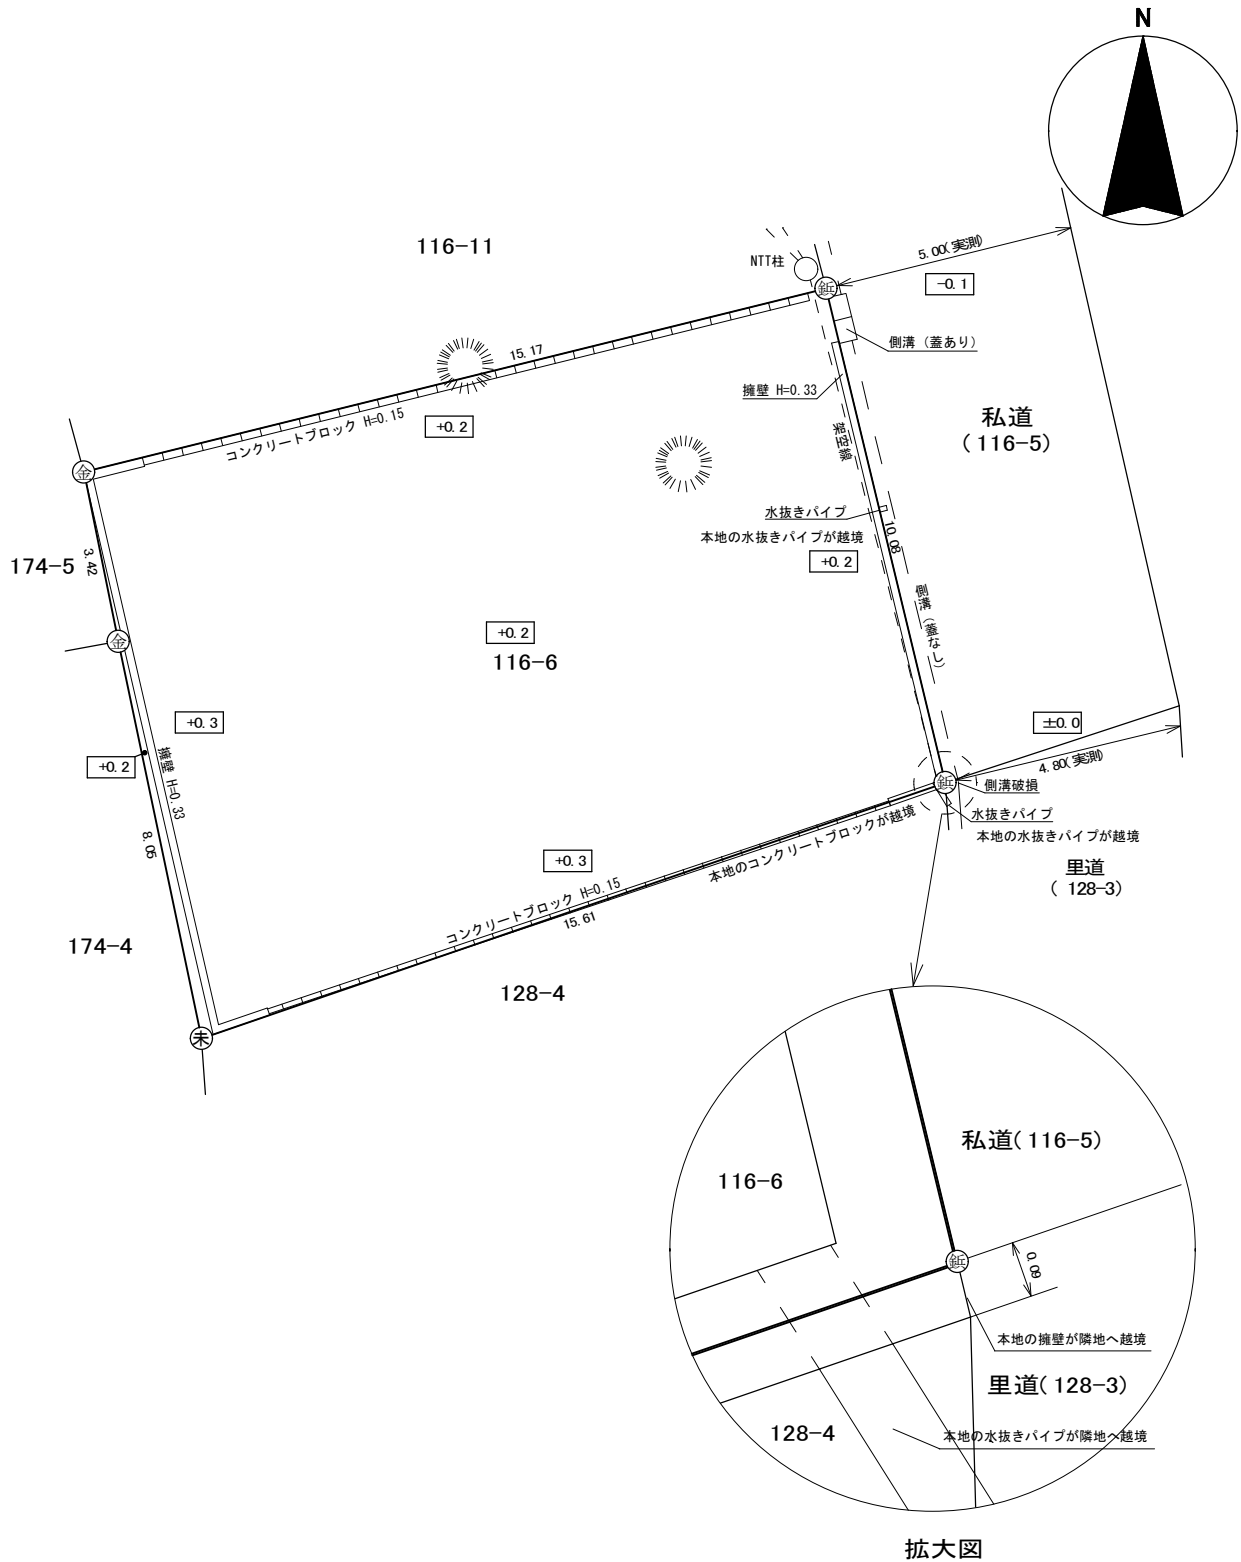 N
116-11
NTT柱
鋲
5.00(実測)
-0.1
側溝（蓋あり）
15.17
擁壁 H=0.33
コンクリートブロック H=0.15
+0.2
架空線
私道
(116-5)
金
水抜きパイプ
本地の水抜きパイプが越境
10.08
+0.2
174-5
3.42
側溝（蓋なし）
+0.2
116-6
金
+0.3
±0.0
+0.2
擁壁 H=0.33
4.80(実測)
鋲
側溝破損
水抜きパイプ
本地の水抜きパイプが越境
8.05
+0.3
本地のコンクリートブロックが越境
里道
( 128-3)
コンクリートブロック H=0.15
15.61
174-4
128-4
未
私道(116-5)
116-6
鋲
0.09
本地の擁壁が隣地へ越境
里道(128-3)
128-4
本地の水抜きパイプが隣地へ越境
拡大図